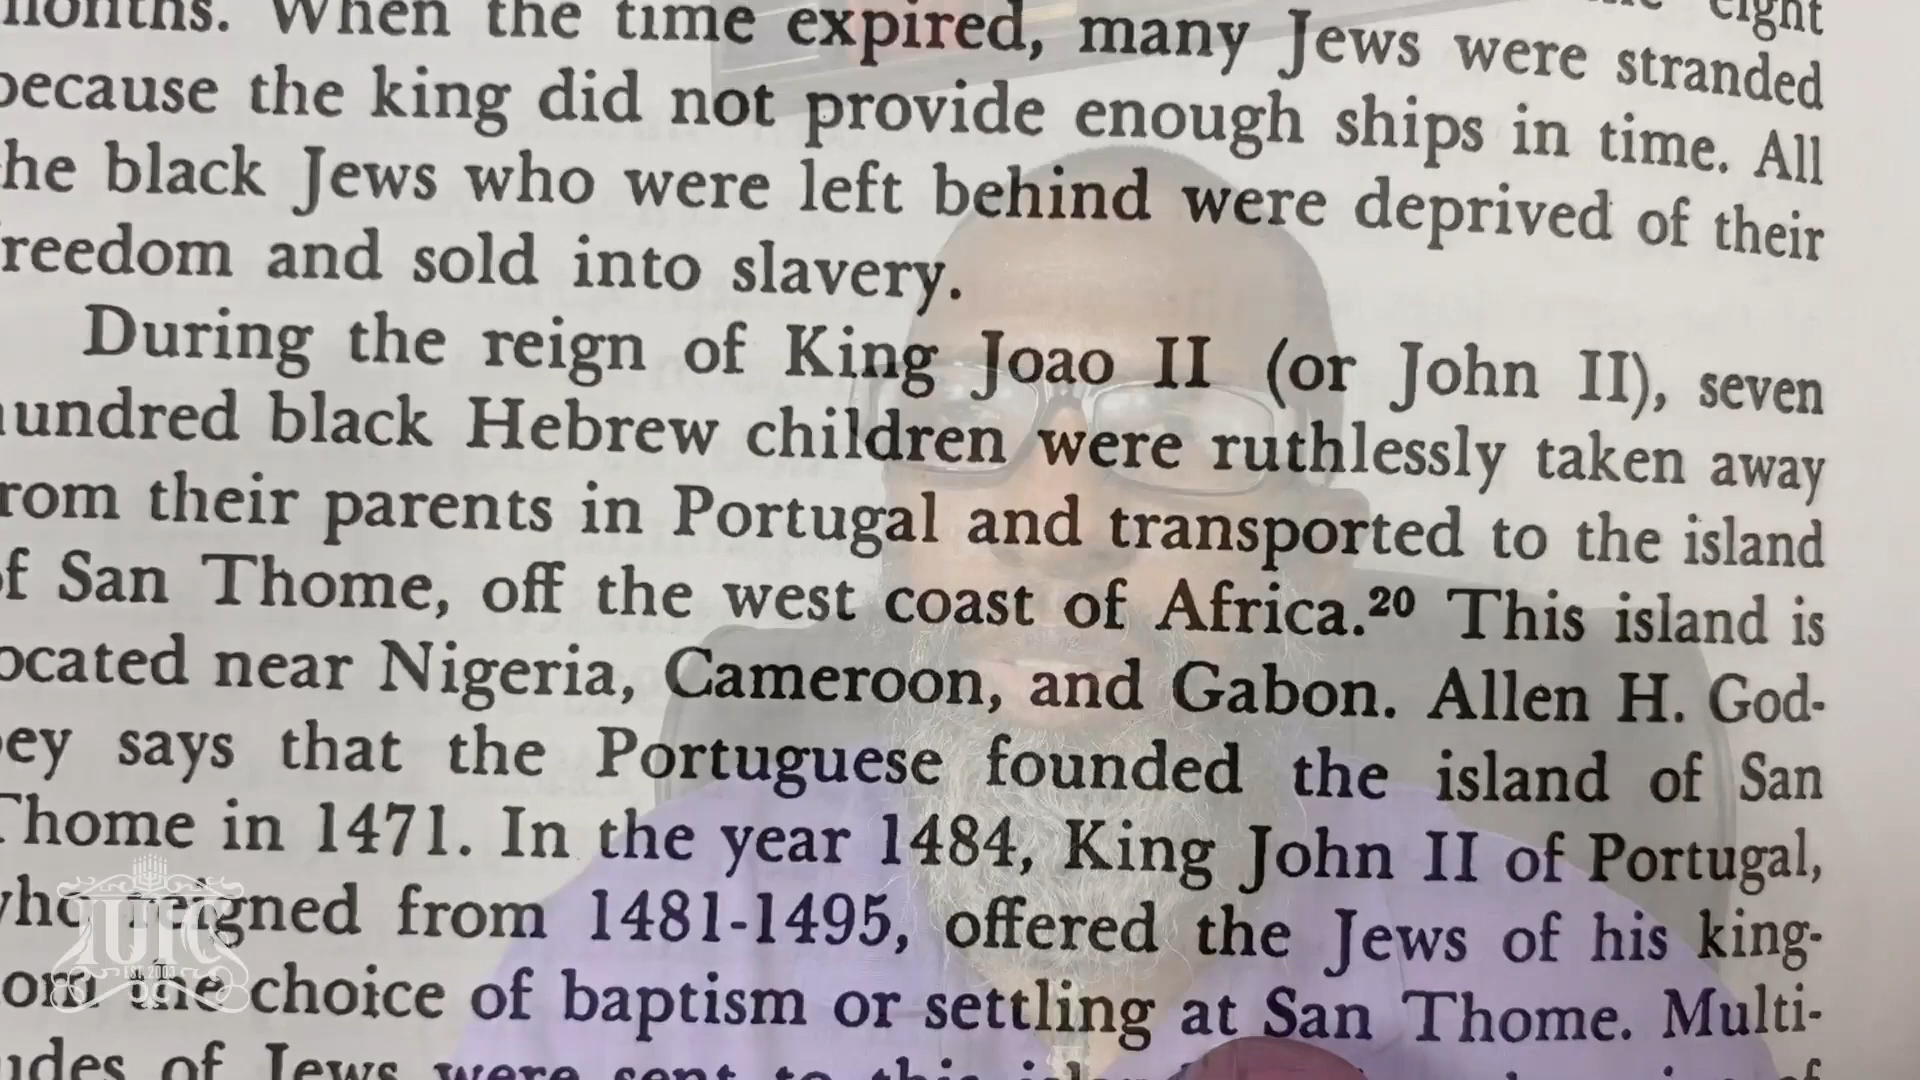 months. When the time expired, many Jews were stranded eight
because the king did not provide enough ships in time. All
the black Jews who were left behind were deprived of their
freedom and sold into slavery.
During the reign of King Joao II (or John II), seven
hundred black Hebrew children were ruthlessly taken away
from their parents in Portugal and transported to the island
of San Thome, off the west coast of Africa.20 This island is
located near Nigeria, Cameroon, and Gabon. Allen H. God-
bey says that the Portuguese founded the island of San
Thome in 1471. In the year 1484, King John II of Portugal,
who reigned from 1481-1495, offered the Jews of his king-
dom the choice of baptism or settling at San Thome. Multi-
tudes of Jews were sent to this
IUIC
EST. 2003